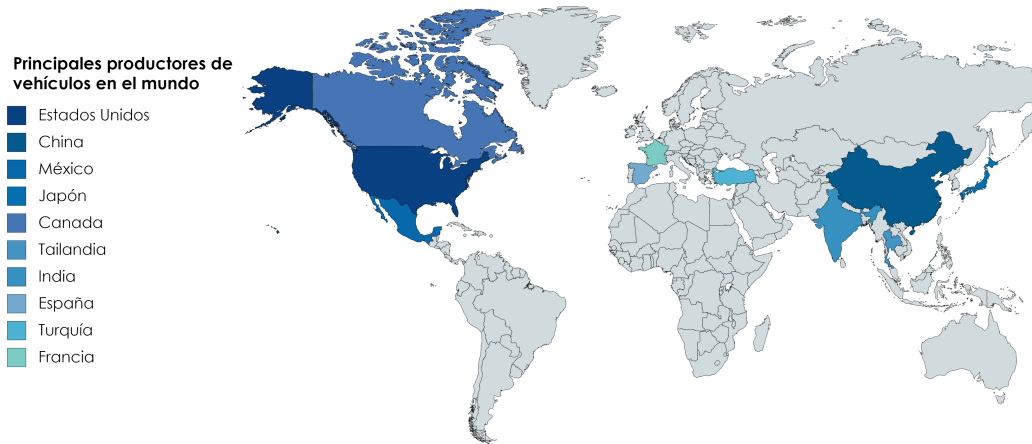 Principales productores de
vehículos en el mundo
Estados Unidos
China
México
Japón
Canada
Tailandia
India
España
Turquía
Francia